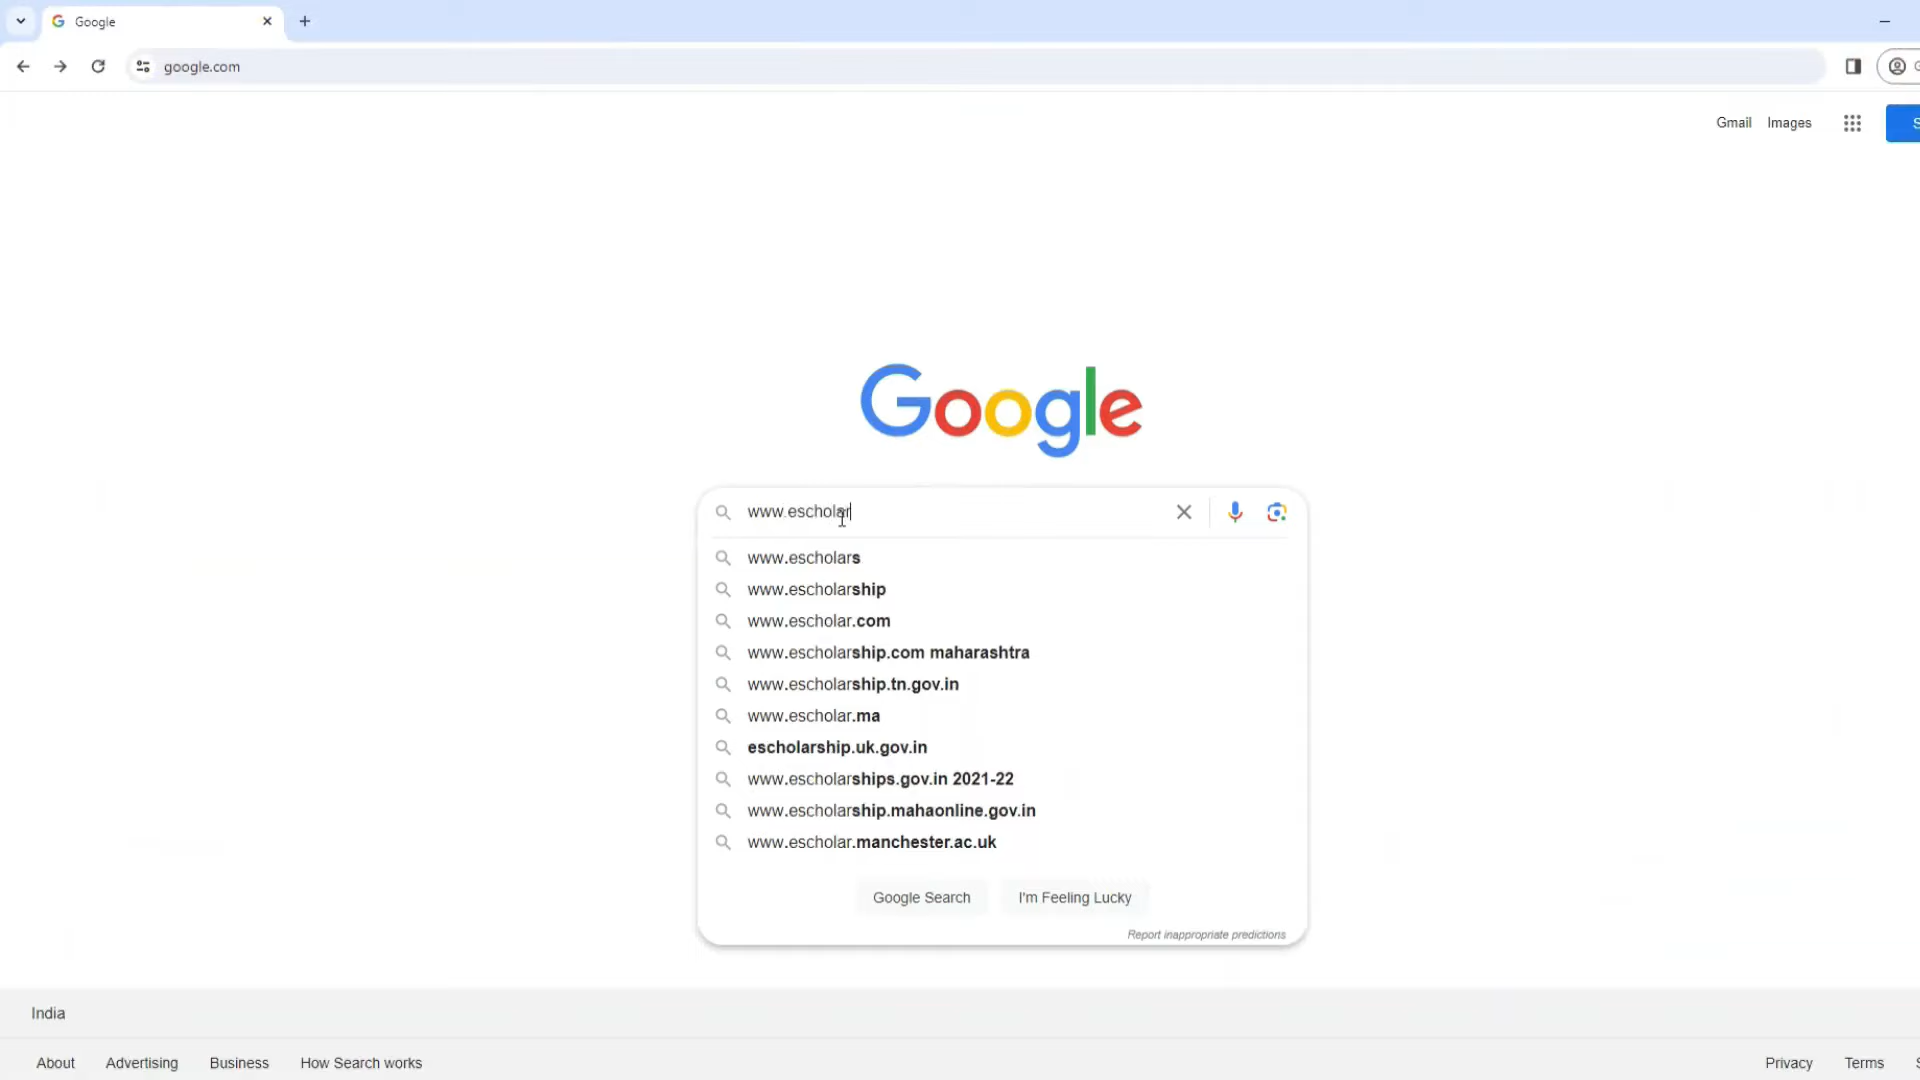 Google
google.com
Gmail Images
Google
www.escholar
www.escholars
www.escholarship
www.escholar.com
www.escholarship.com maharashtra
www.escholarship.tn.gov.in
www.escholar.ma
escholarship.uk.gov.in
www.escholarships.gov.in 2021-22
www.escholarship.mahaonline.gov.in
www.escholar.manchester.ac.uk
Google Search I'm Feeling Lucky
Report inappropriate predictions
India
About Advertising Business How Search works Privacy Terms